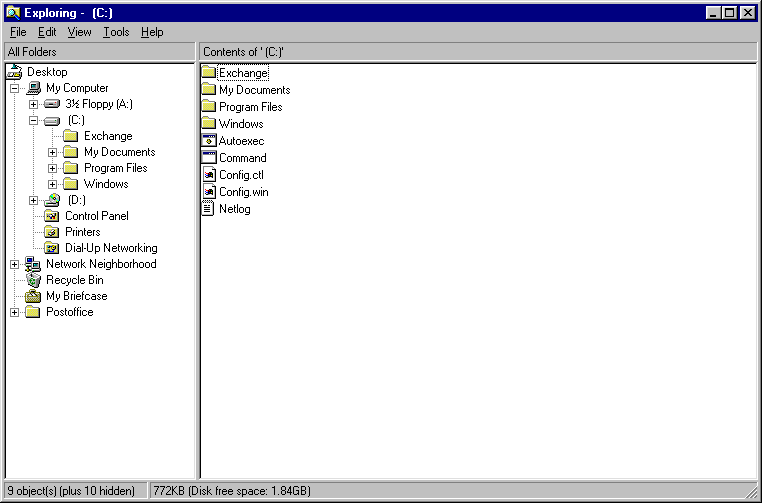 Exploring - (C:)
File Edit View Tools Help
All Folders
Contents of ' (C:)'
Desktop
My Computer
3½ Floppy (A:)
(C:)
Exchange
My Documents
Program Files
Windows
(D:)
Control Panel
Printers
Dial-Up Networking
Network Neighborhood
Recycle Bin
My Briefcase
Postoffice
Exchange
My Documents
Program Files
Windows
Autoexec
Command
Config.ctl
Config.win
Netlog
9 object(s) (plus 10 hidden)
772KB (Disk free space: 1.84GB)